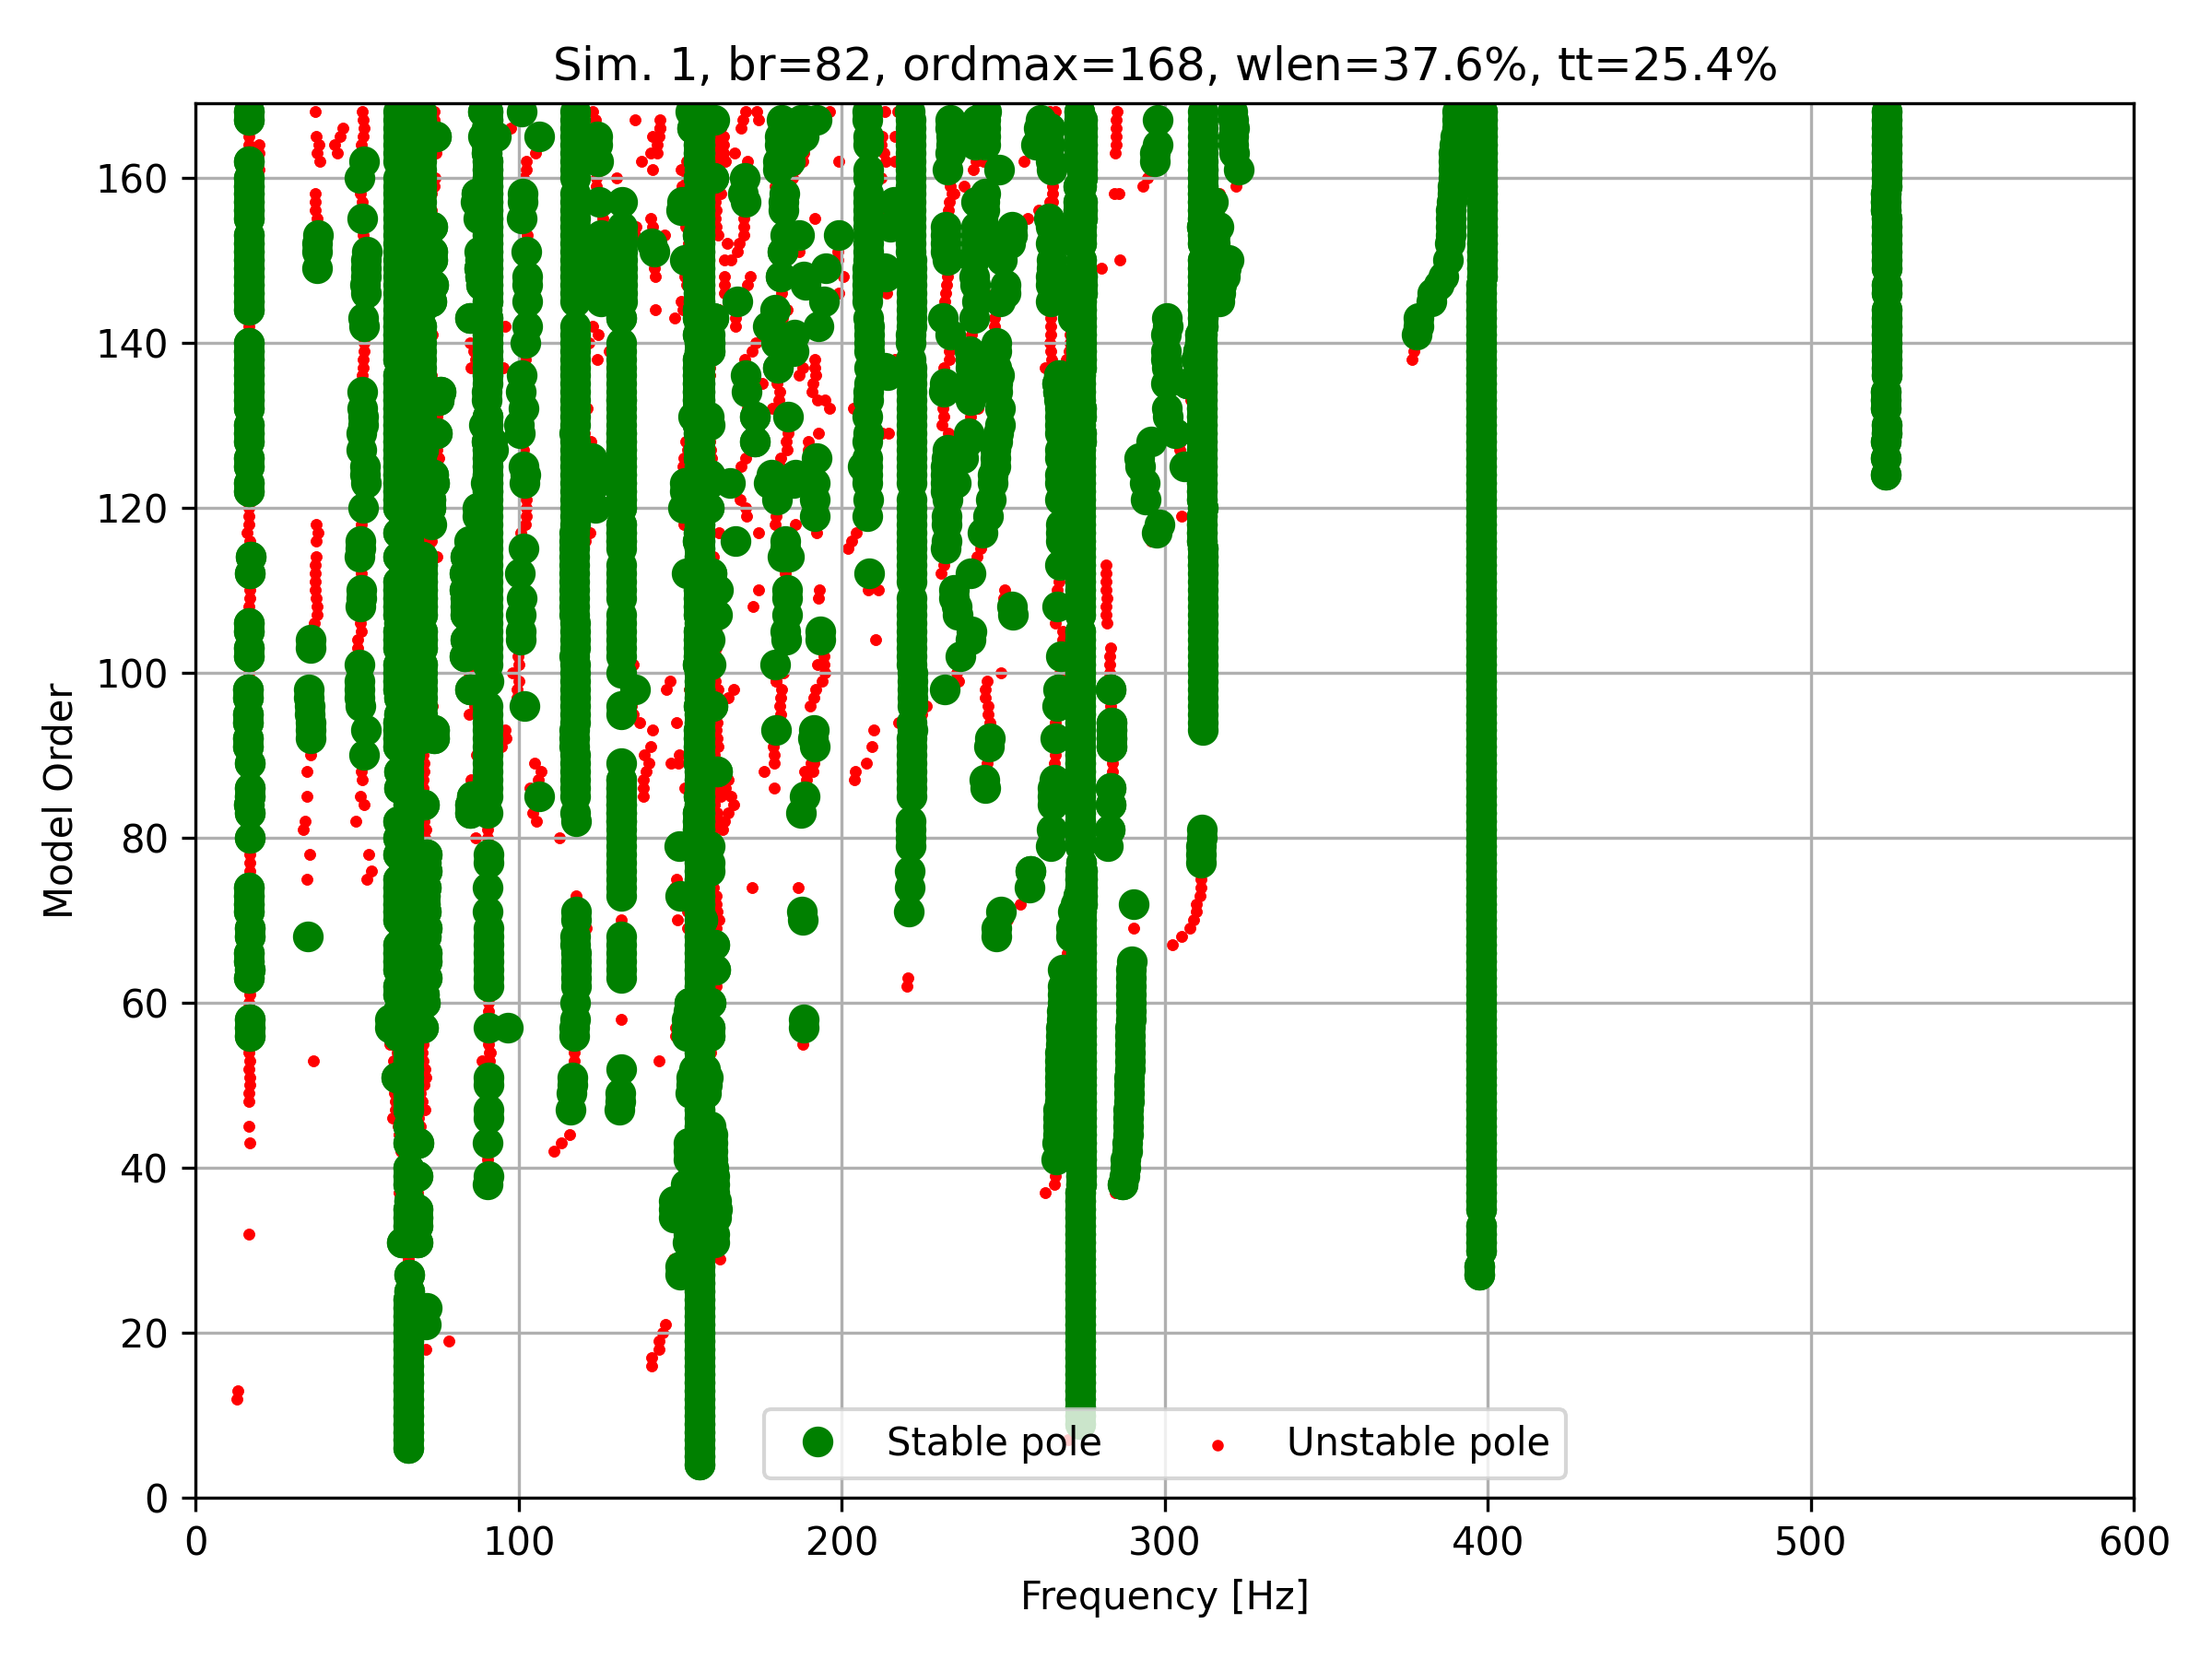 Sim. 1, br=82, ordmax=168, wlen=37.6%, tt=25.4%
160
140
120
100
80
60
40
20
0
Model Order
Stable pole Unstable pole
0 100 200 300 400 500 600
Frequency [Hz]